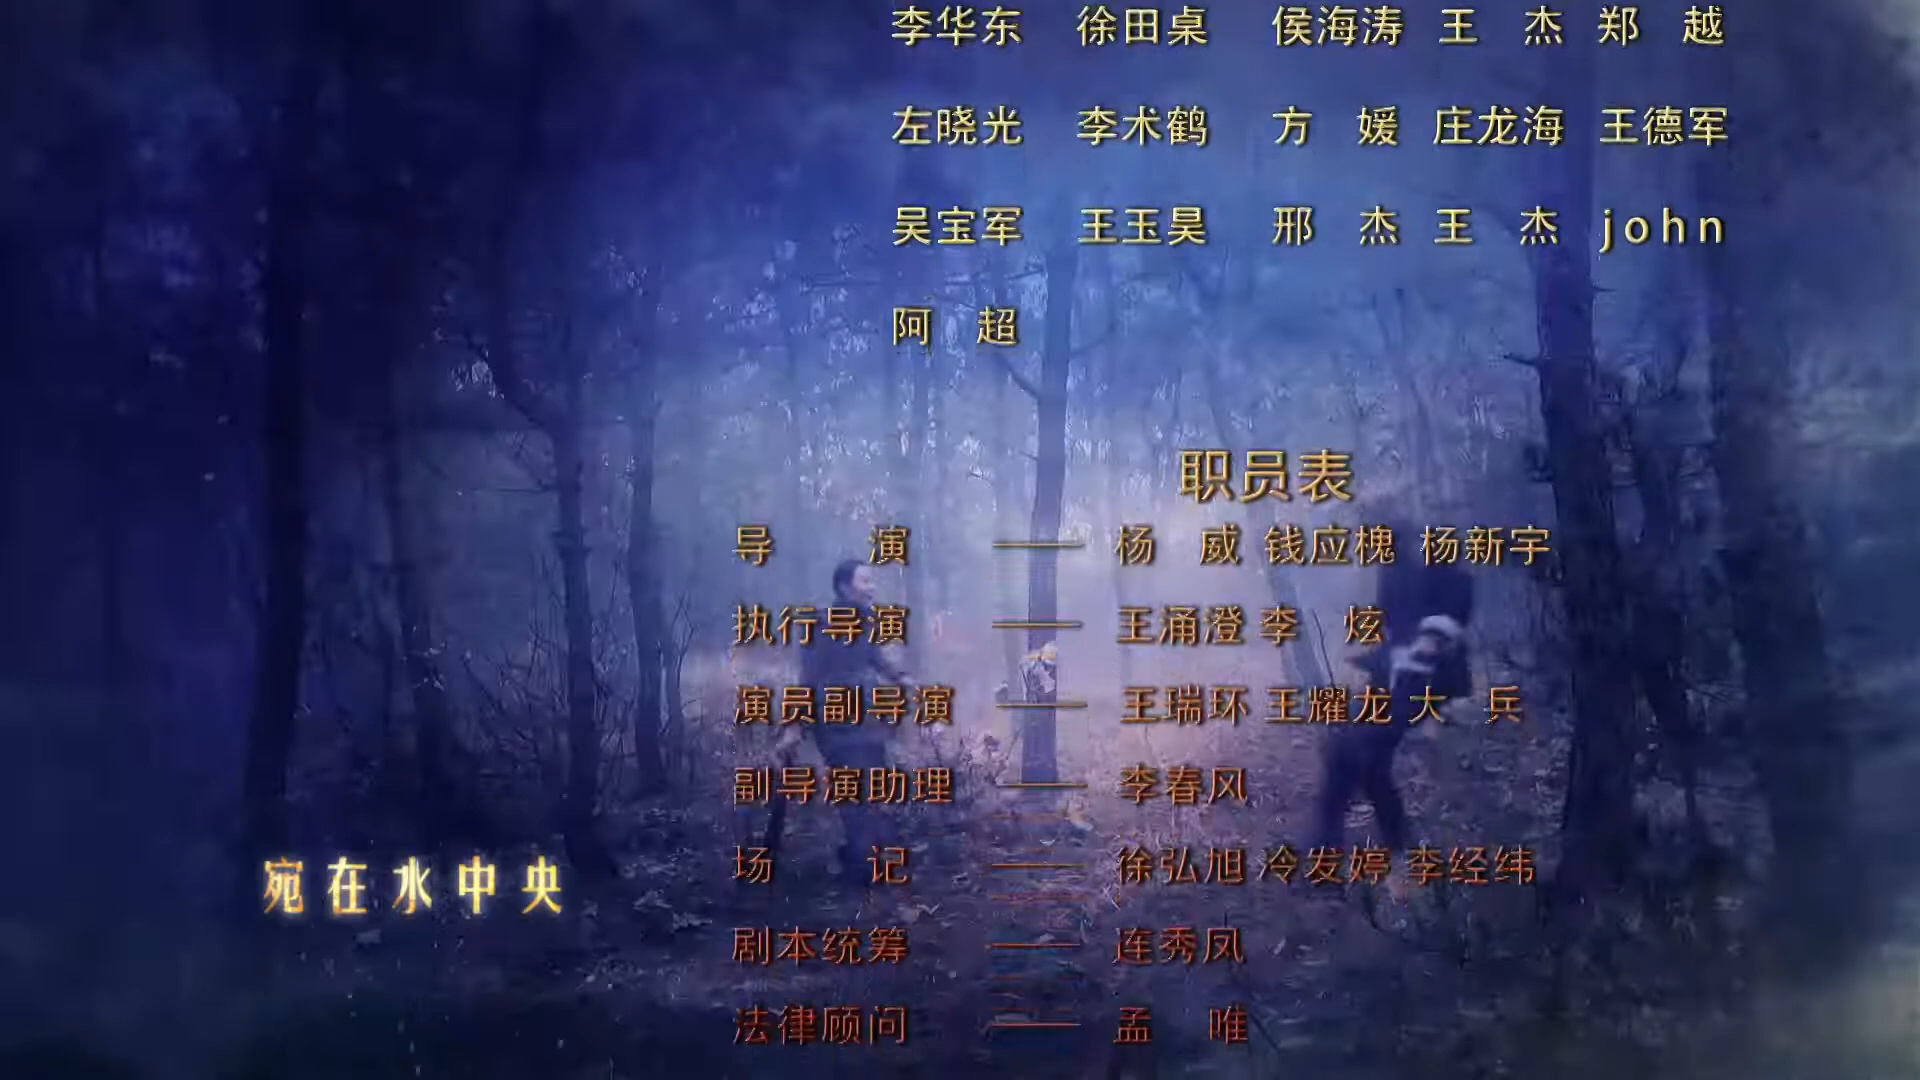 李华东 徐田桌 侯海涛 王 杰 郑 越
左晓光 李术鹤 方 媛 庄龙海 王德军
吴宝军 王玉昊 邢 杰 王 杰 john
阿 超
职员表
导 演 —— 杨 威 钱应槐 杨新宇
执行导演 —— 王涌澄 李 炫
演员副导演 —— 王瑞环 王耀龙 大 兵
副导演助理 —— 李春风
场 记 —— 徐弘旭 冷发婷 李经纬
剧本统筹 —— 连秀凤
法律顾问 —— 孟 唯
宛在水中央